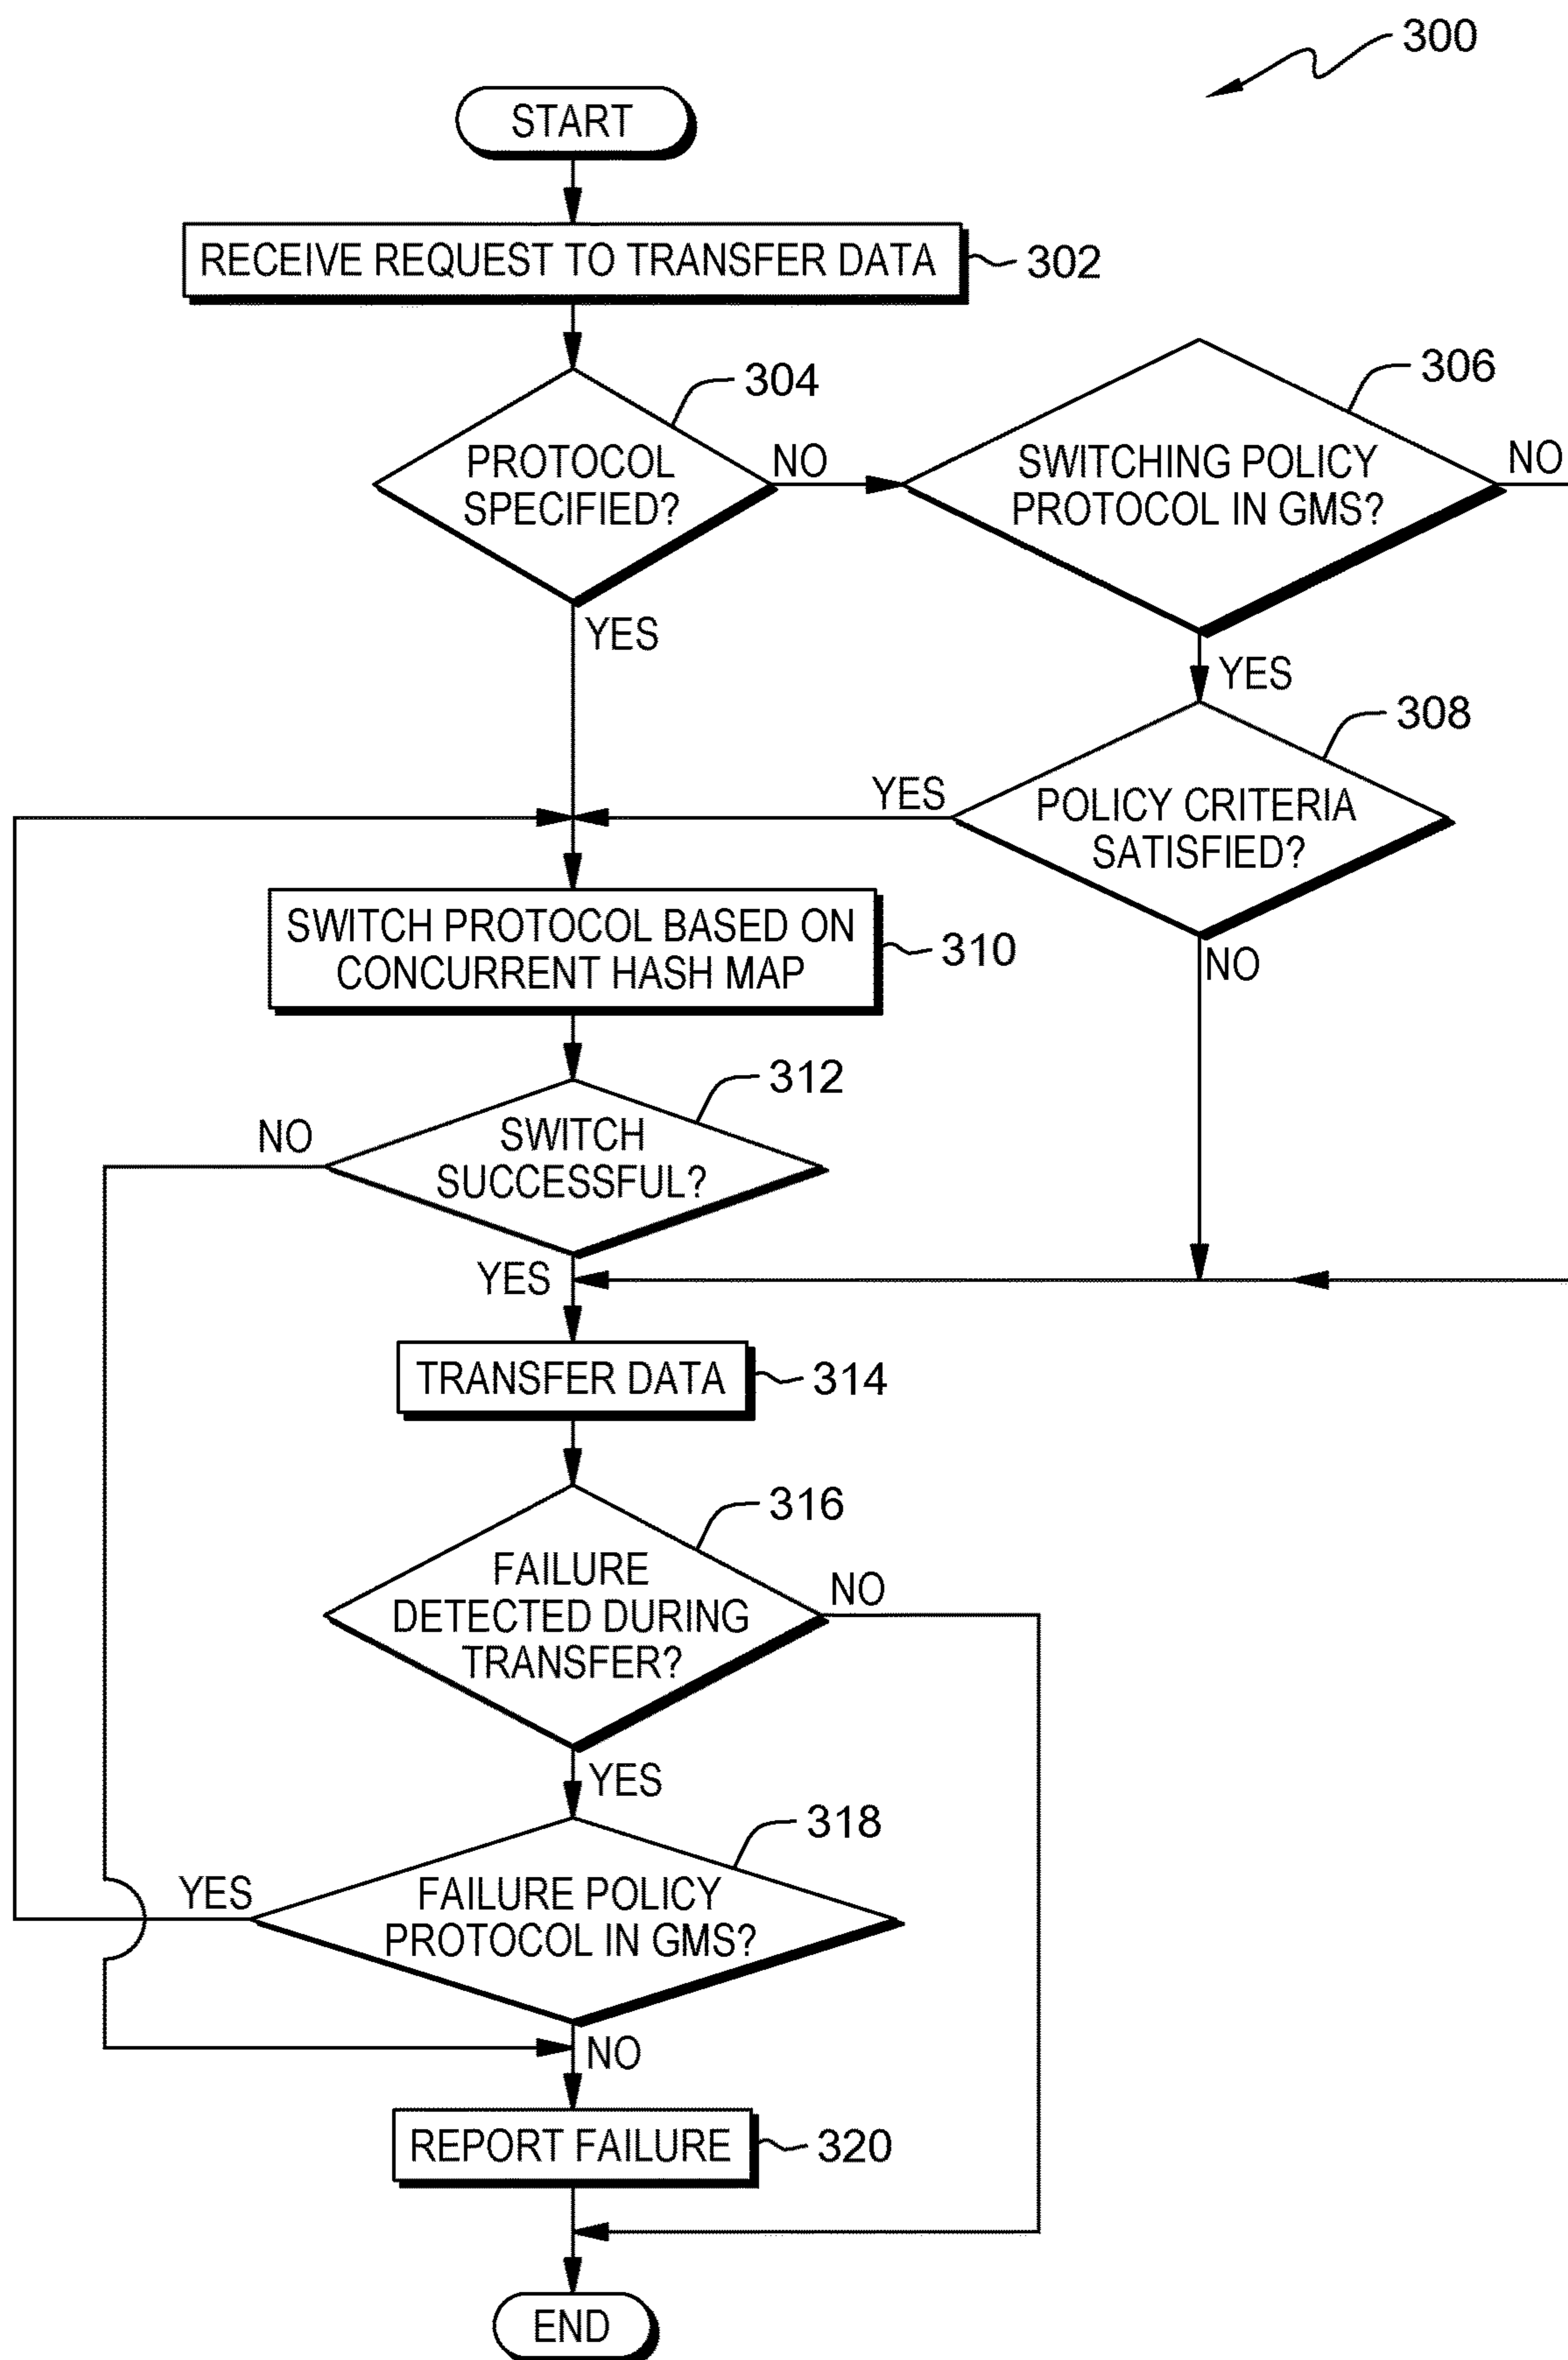 300
START
RECEIVE REQUEST TO TRANSFER DATA
302
304
306
PROTOCOL
SPECIFIED?
NO
SWITCHING POLICY
PROTOCOL IN GMS?
NO
YES
YES
308
YES
POLICY CRITERIA
SATISFIED?
SWITCH PROTOCOL BASED ON
CONCURRENT HASH MAP
310
NO
312
NO
SWITCH
SUCCESSFUL?
YES
TRANSFER DATA
314
316
FAILURE
DETECTED DURING
TRANSFER?
NO
YES
318
YES
FAILURE POLICY
PROTOCOL IN GMS?
NO
REPORT FAILURE
320
END